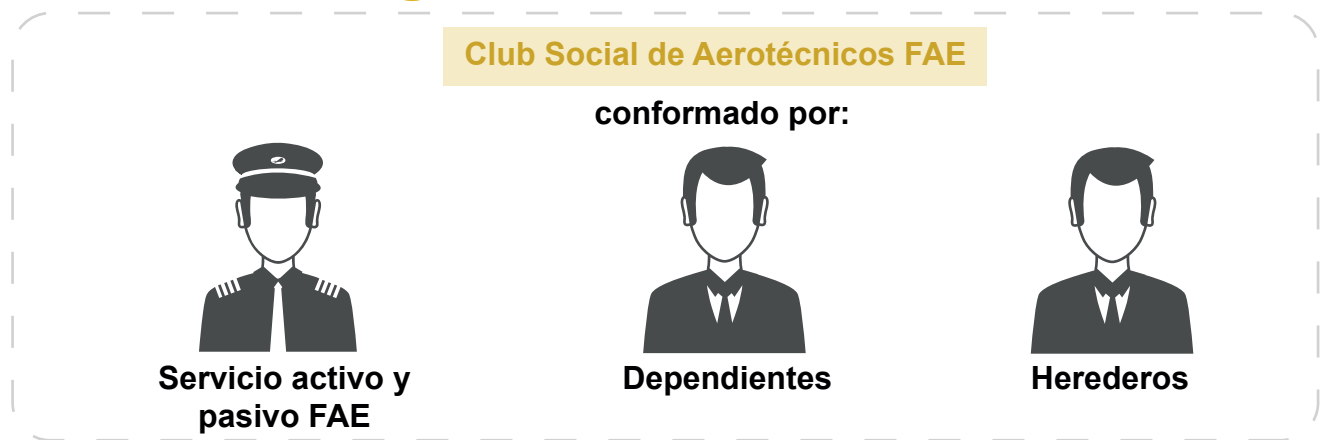 Club Social de Aerotécnicos FAE
conformado por:
Servicio activo y
pasivo FAE
Dependientes
Herederos